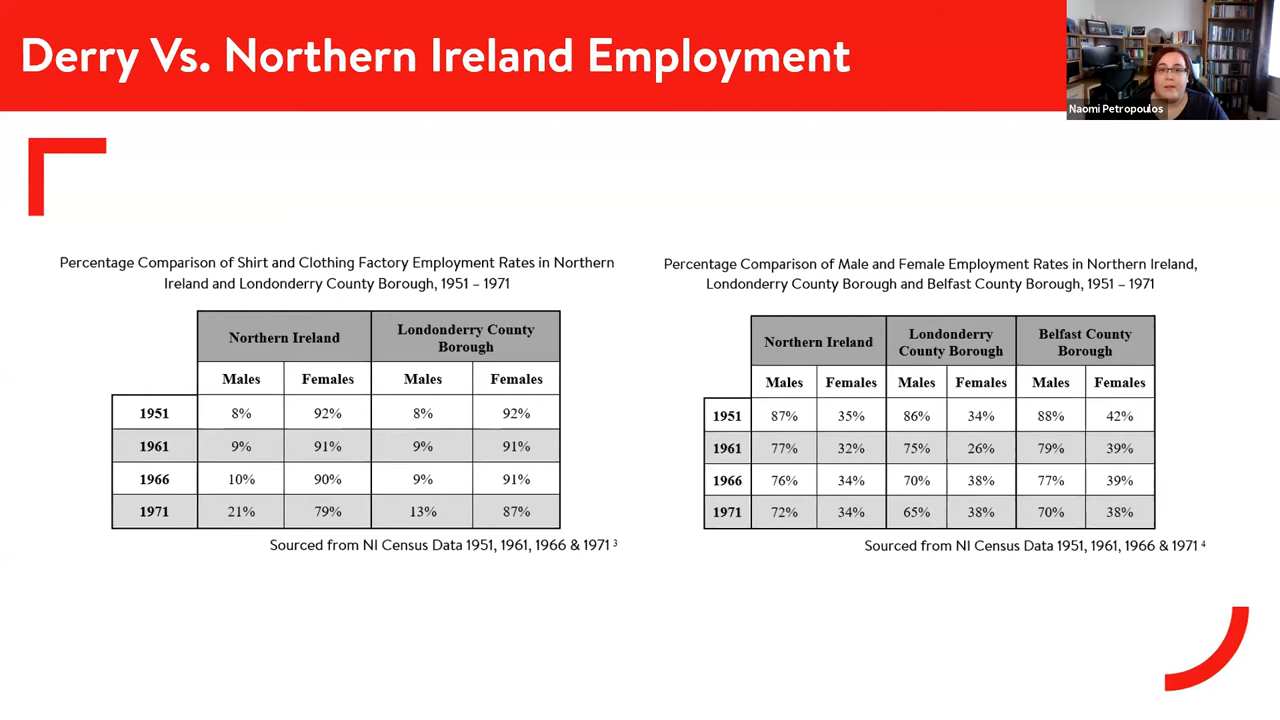 Derry Vs. Northern Ireland Employment
Naomi Petropoulos
Percentage Comparison of Shirt and Clothing Factory Employment Rates in Northern
Ireland and Londonderry County Borough, 1951 – 1971
Northern Ireland Londonderry County
Borough
Males Females Males Females
1951 8% 92% 8% 92%
1961 9% 91% 9% 91%
1966 10% 90% 9% 91%
1971 21% 79% 13% 87%
Sourced from NI Census Data 1951, 1961, 1966 & 1971 ³
Percentage Comparison of Male and Female Employment Rates in Northern Ireland,
Londonderry County Borough and Belfast County Borough, 1951 – 1971
Northern Ireland Londonderry Belfast County
County Borough Borough
Males Females Males Females Males Females
1951 87% 35% 86% 34% 88% 42%
1961 77% 32% 75% 26% 79% 39%
1966 76% 34% 70% 38% 77% 39%
1971 72% 34% 65% 38% 70% 38%
Sourced from NI Census Data 1951, 1961, 1966 & 1971 ⁴